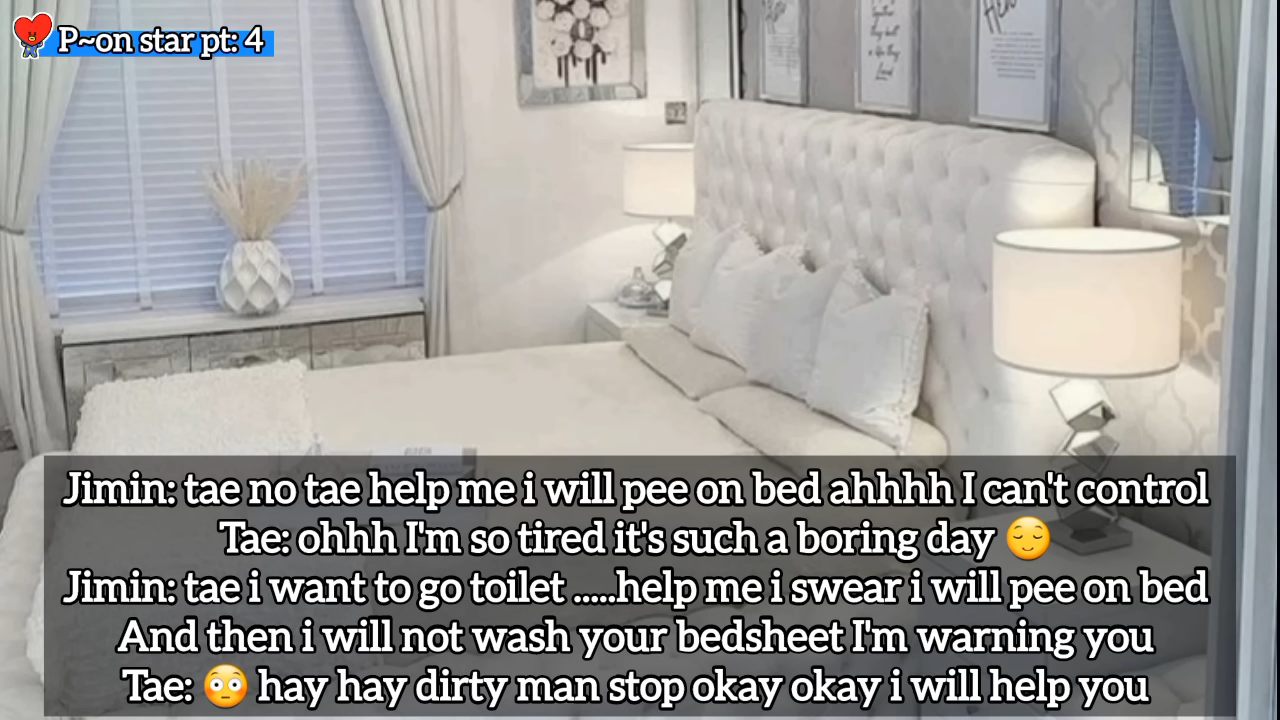 P~on star pt: 4
Jimin: tae no tae help me i will pee on bed ahhhh I can't control
Tae: ohhh I'm so tired it's such a boring day 😌
Jimin: tae i want to go toilet .....help me i swear i will pee on bed
And then i will not wash your bedsheet I'm warning you
Tae: 😳 hay hay dirty man stop okay okay i will help you